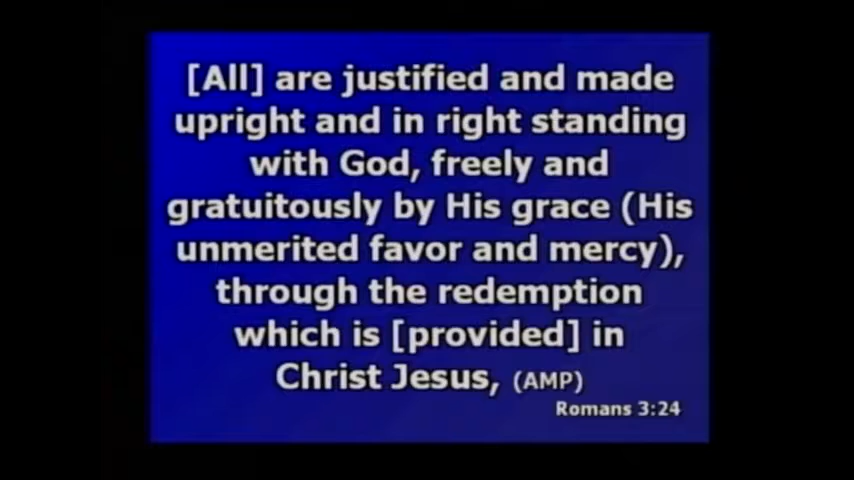 [All] are justified and made
upright and in right standing
with God, freely and
gratuitously by His grace (His
unmerited favor and mercy),
through the redemption
which is [provided] in
Christ Jesus, (AMP)
Romans 3:24